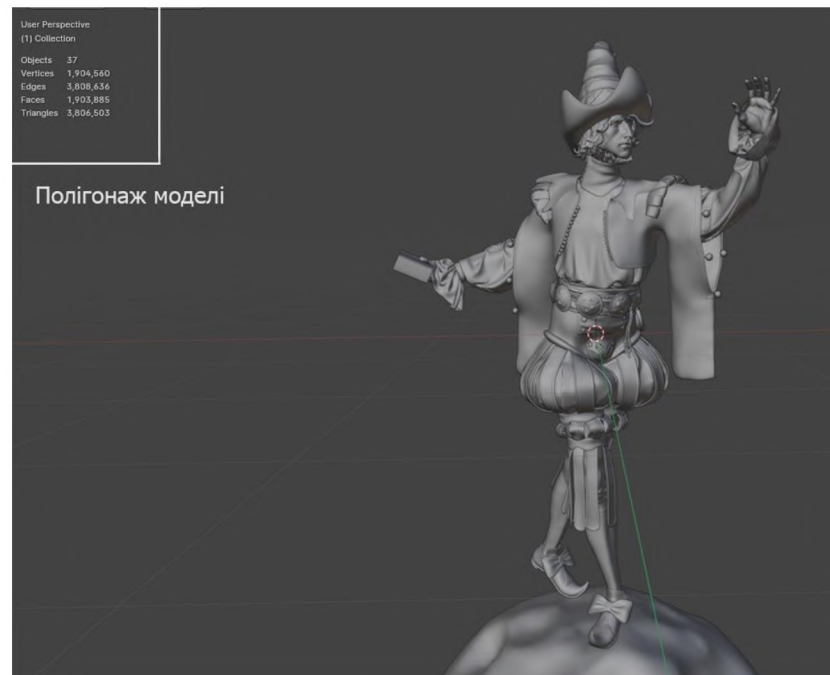 User Perspective
(1) Collection
Objects 37
Vertices 1,904,560
Edges 3,808,636
Faces 1,903,885
Triangles 3,806,503
Полігонаж моделі